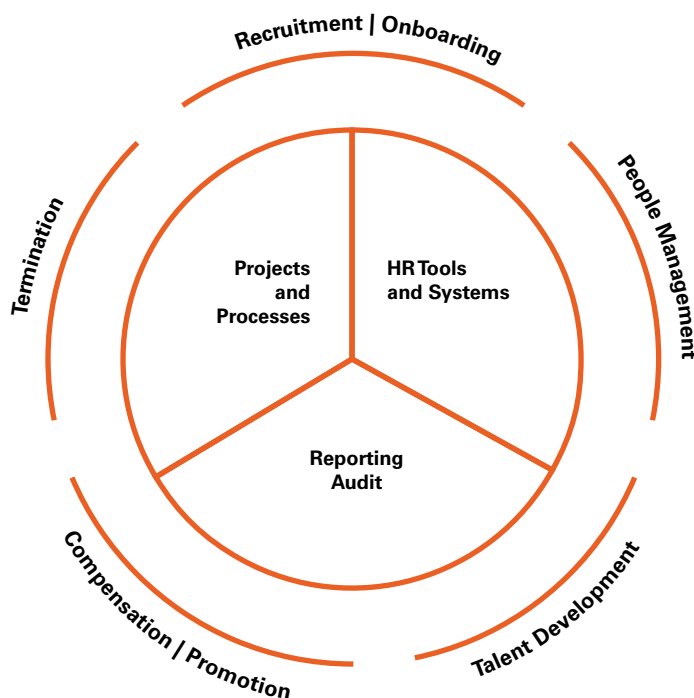 Recruitment | Onboarding
People Management
Talent Development
Compensation | Promotion
Termination
Projects
and
Processes
HR Tools
and Systems
Reporting
Audit